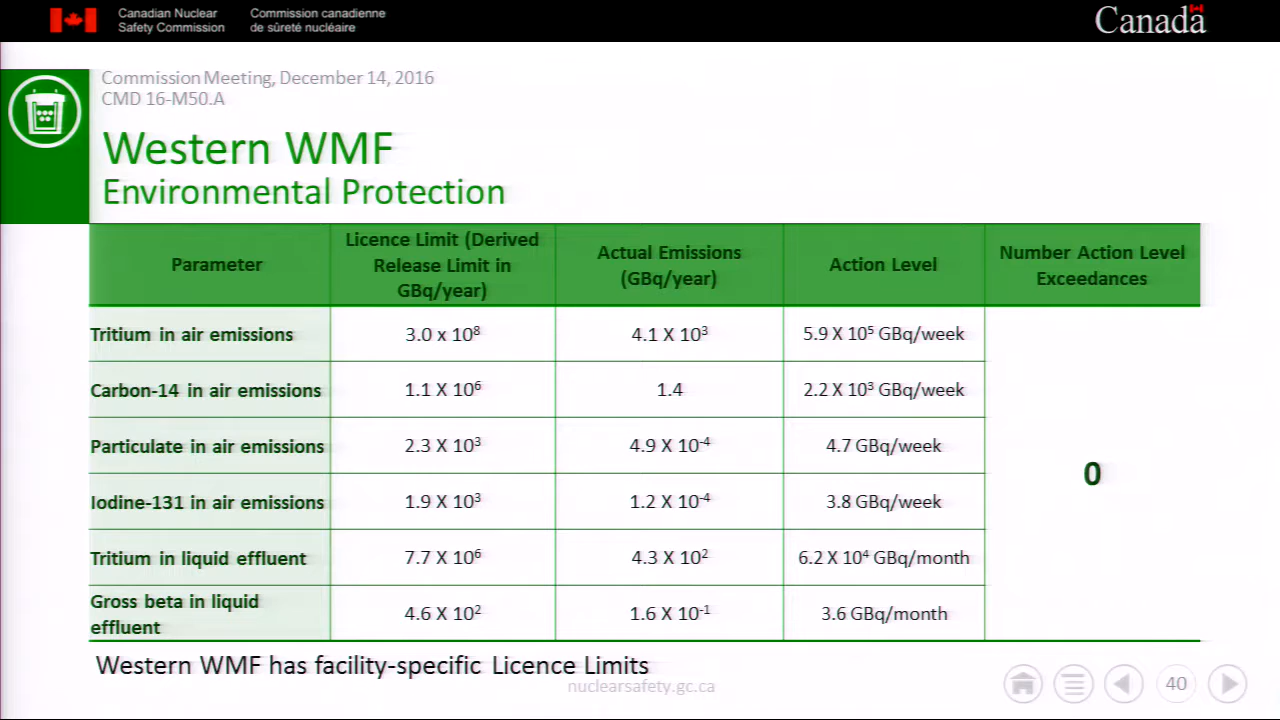 Canadian Nuclear Safety Commission
Commission canadienne de sûreté nucléaire
Canada
Commission Meeting, December 14, 2016
CMD 16-M50.A
Western WMF
Environmental Protection
Parameter
Licence Limit (Derived Release Limit in GBq/year)
Actual Emissions (GBq/year)
Action Level
Number Action Level Exceedances
Tritium in air emissions
3.0 x 10⁸
4.1 X 10³
5.9 X 10⁵ GBq/week
Carbon-14 in air emissions
1.1 X 10⁶
1.4
2.2 X 10³ GBq/week
Particulate in air emissions
2.3 X 10³
4.9 X 10⁻⁴
4.7 GBq/week
Iodine-131 in air emissions
1.9 X 10³
1.2 X 10⁻⁴
3.8 GBq/week
Tritium in liquid effluent
7.7 X 10⁶
4.3 X 10²
6.2 X 10⁴ GBq/month
Gross beta in liquid effluent
4.6 X 10²
1.6 X 10⁻¹
3.6 GBq/month
0
Western WMF has facility-specific Licence Limits
nuclearsafety.gc.ca
40